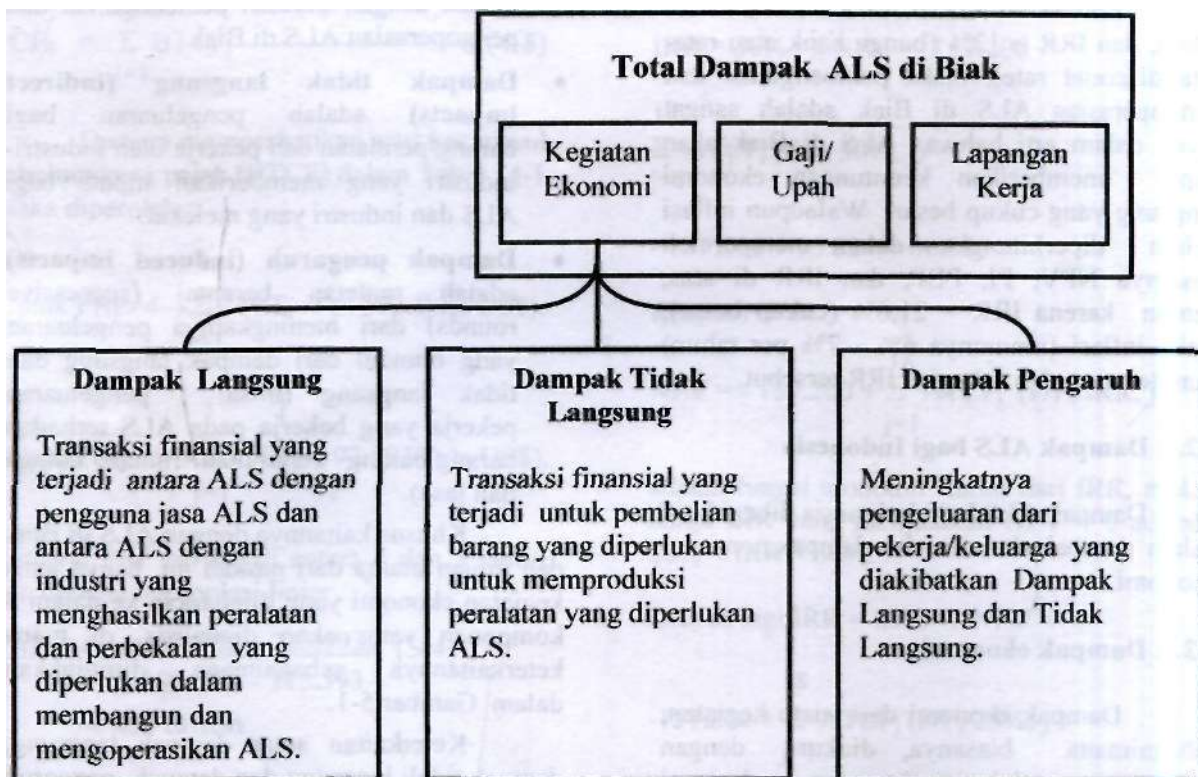 Total Dampak ALS di Biak
Kegiatan
Ekonomi
Gaji/
Upah
Lapangan
Kerja
Dampak Langsung
Transaksi finansial yang
terjadi antara ALS dengan
pengguna jasa ALS dan
antara ALS dengan
industri yang
menghasilkan peralatan
dan perbekalan yang
diperlukan dalam
membangun dan
mengoperasikan ALS.
Dampak Tidak
Langsung
Transaksi finansial yang
terjadi untuk pembelian
barang yang diperlukan
untuk memproduksi
peralatan yang diperlukan
ALS.
Dampak Pengaruh
Meningkatnya
pengeluaran dari
pekerja/keluarga yang
diakibatkan Dampak
Langsung dan Tidak
Langsung.